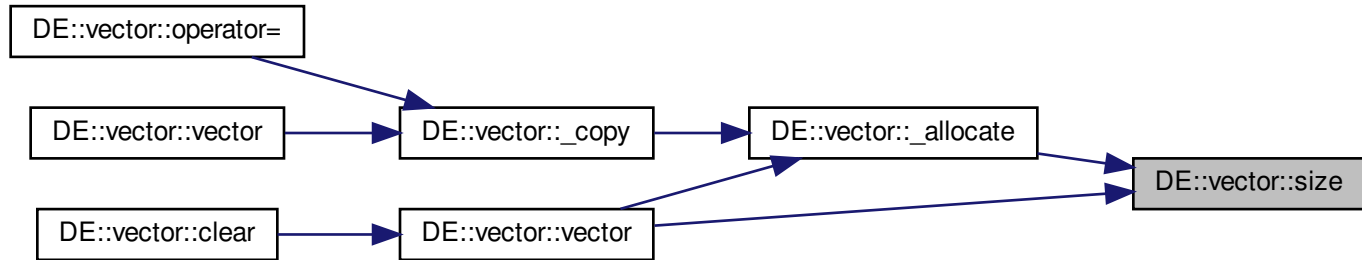 DE::vector::operator=
DE::vector::vector
DE::vector::_copy
DE::vector::_allocate
DE::vector::size
DE::vector::clear
DE::vector::vector